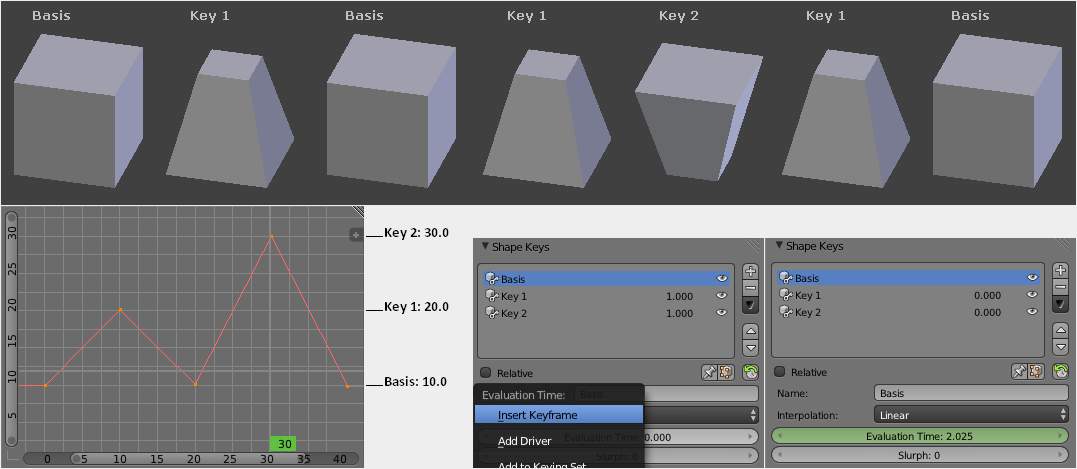 Basis Key 1 Basis Key 1 Key 2 Key 1 Basis
30
25
20
15
10
5
0 5 10 15 20 25 30 35 40
30
Key 2: 30.0
Key 1: 20.0
Basis: 10.0
Shape Keys
Basis
Key 1 1.000
Key 2 1.000
Relative
Evaluation Time:
Insert Keyframe
Add Driver
0.000
Add to Keying Set
Shape Keys
Basis
Key 1 0.000
Key 2 0.000
Relative
Name: Basis
Interpolation: Linear
Evaluation Time: 2.025
Slurph: 0